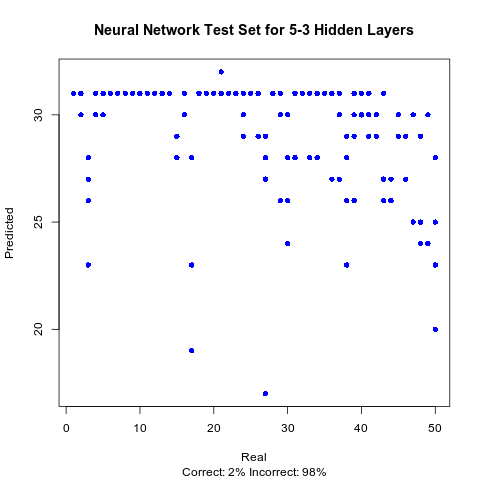 Neural Network Test Set for 5-3 Hidden Layers
Predicted
30
25
20
0 10 20 30 40 50
Real
Correct: 2% Incorrect: 98%